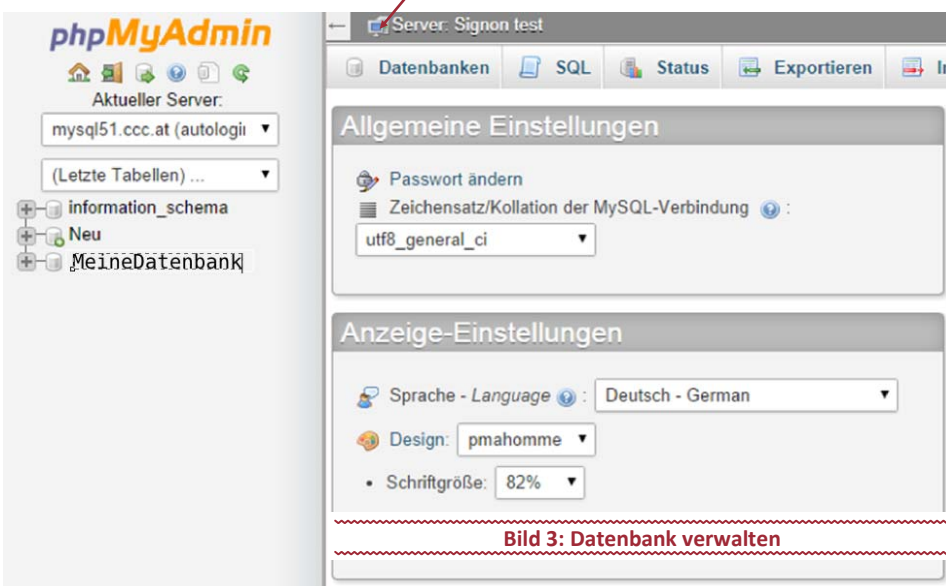 phpMyAdmin
Aktueller Server:
mysql51.ccc.at (autologii
(Letzte Tabellen) ...
information_schema
Neu
MeineDatenbank
Server: Signon test
Datenbanken SQL Status Exportieren
Allgemeine Einstellungen
Passwort ändern
Zeichensatz/Kollation der MySQL-Verbindung :
utf8_general_ci
Anzeige-Einstellungen
Sprache - Language : Deutsch - German
Design: pmahomme
• Schriftgröße: 82%
Bild 3: Datenbank verwalten